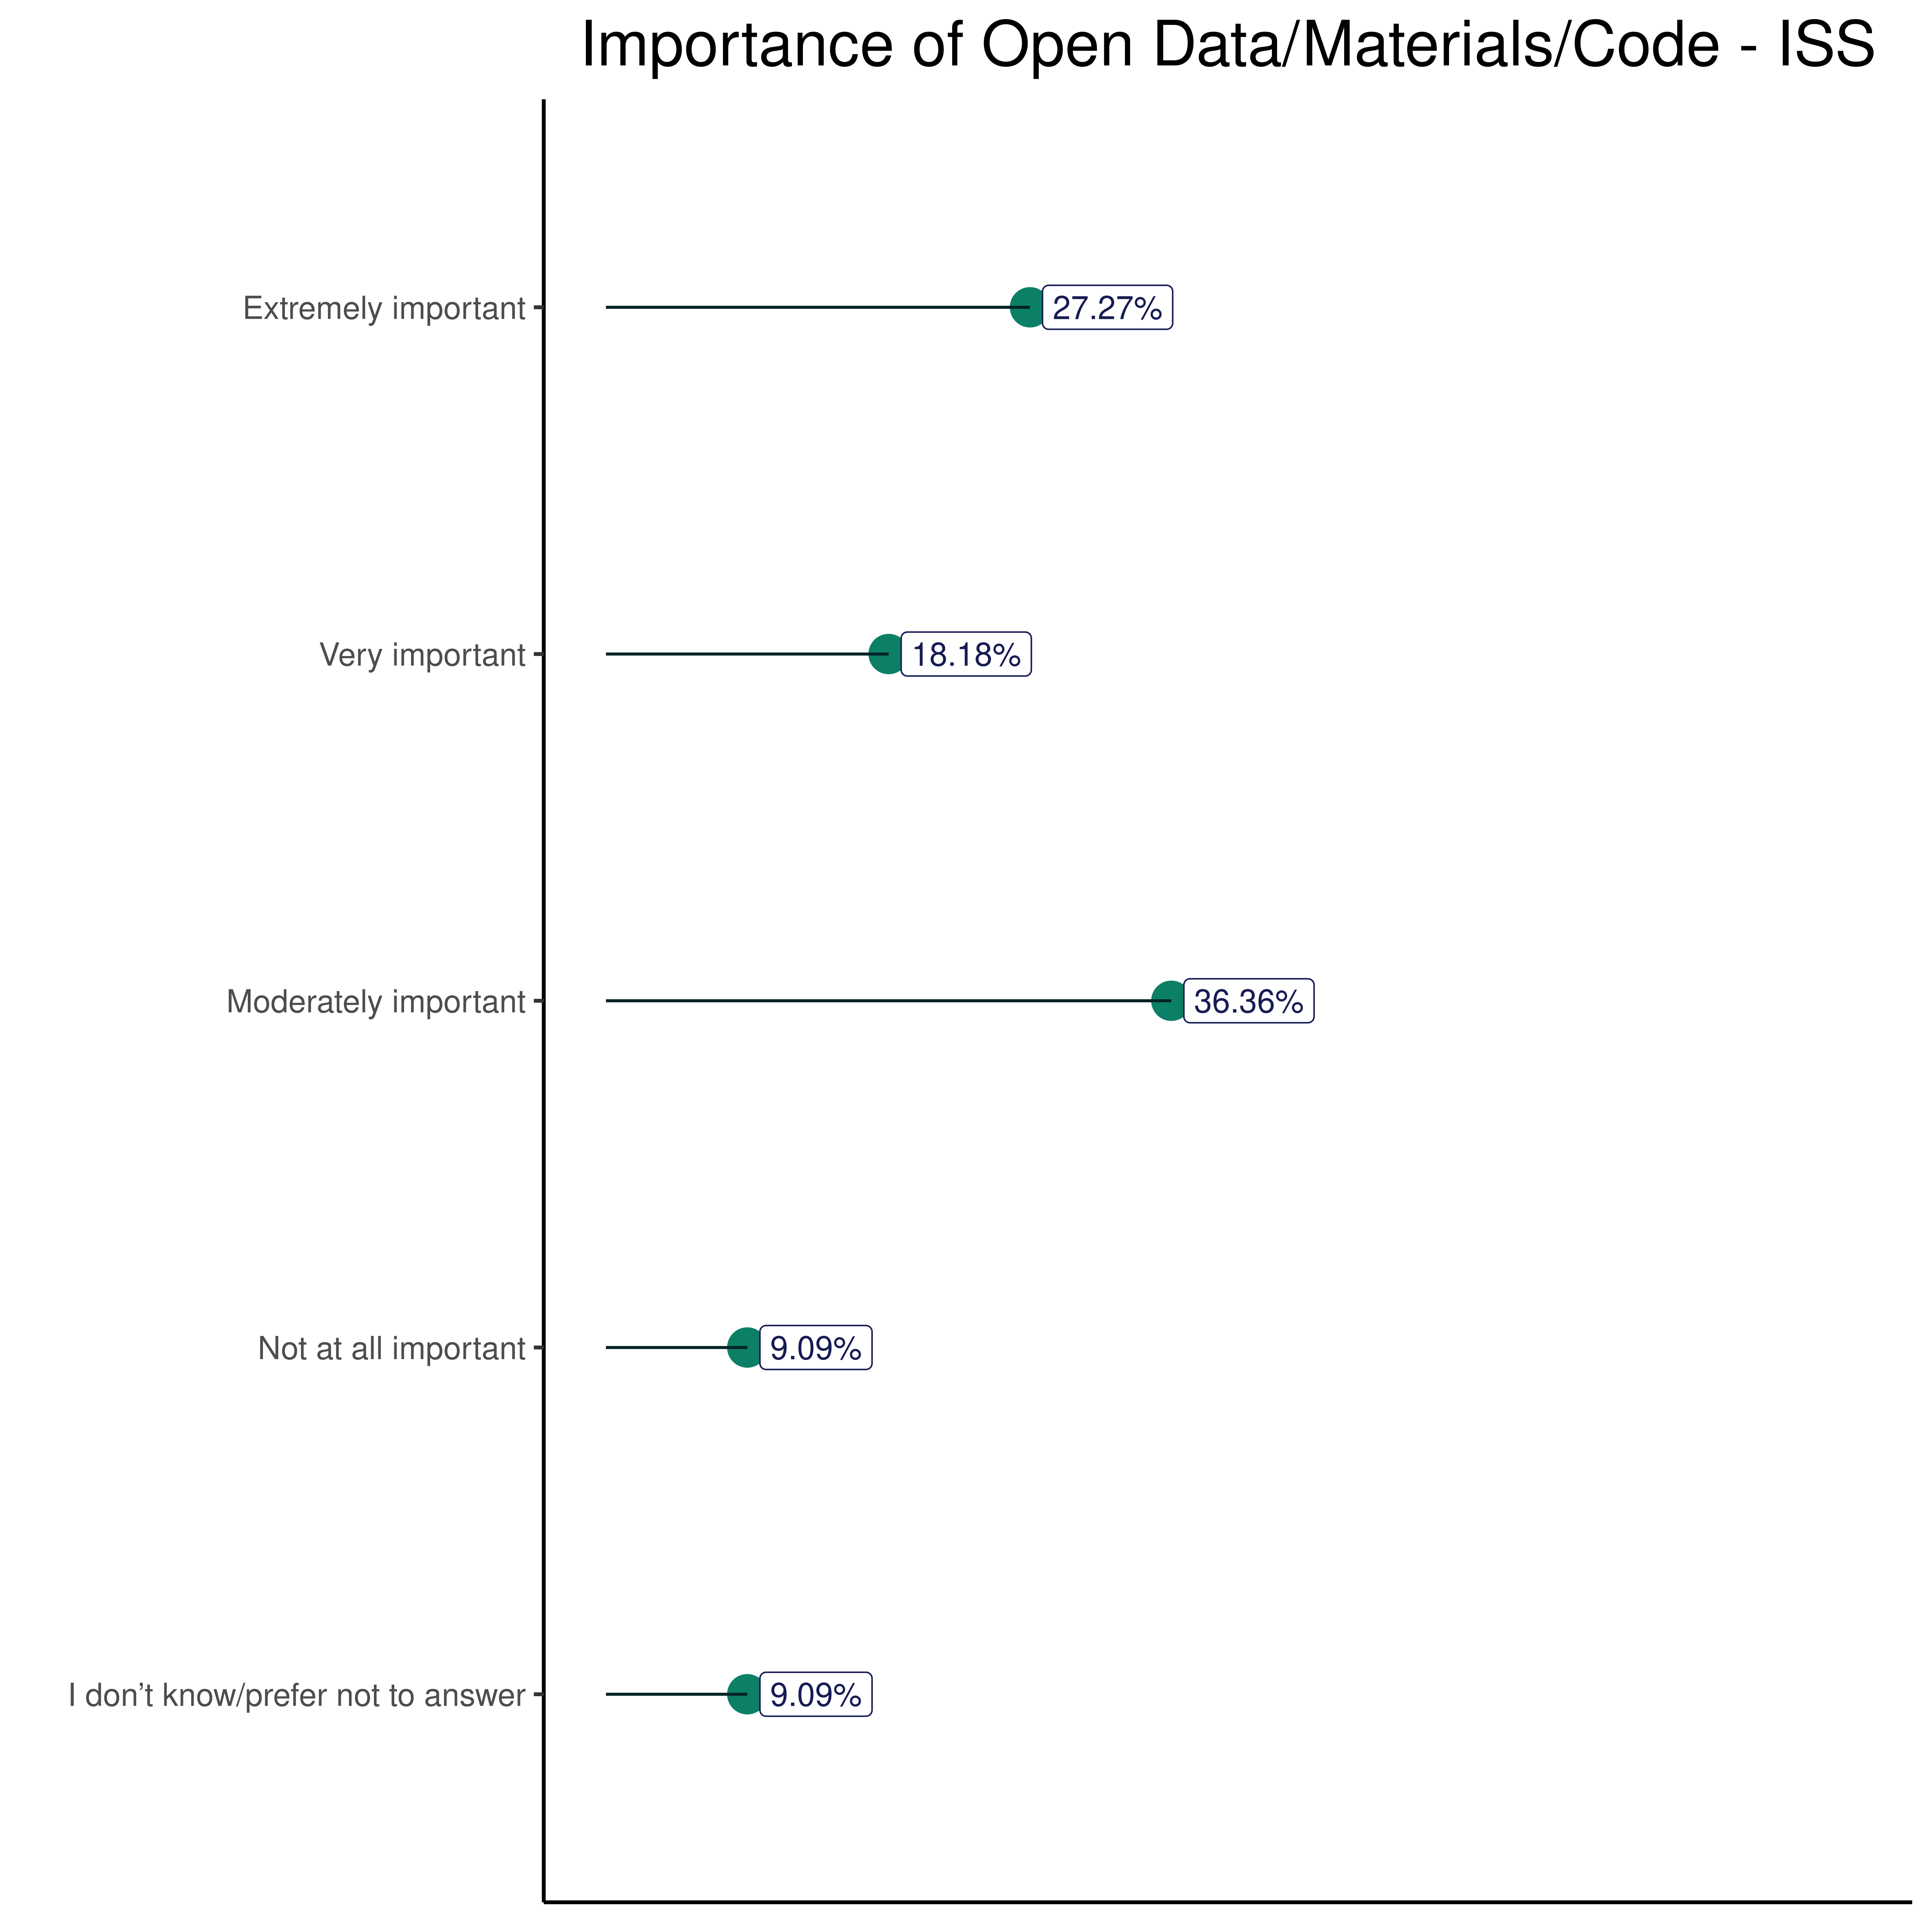 Importance of Open Data/Materials/Code - ISS
Extremely important
27.27%
Very important
18.18%
Moderately important
36.36%
Not at all important
9.09%
I don’t know/prefer not to answer
9.09%